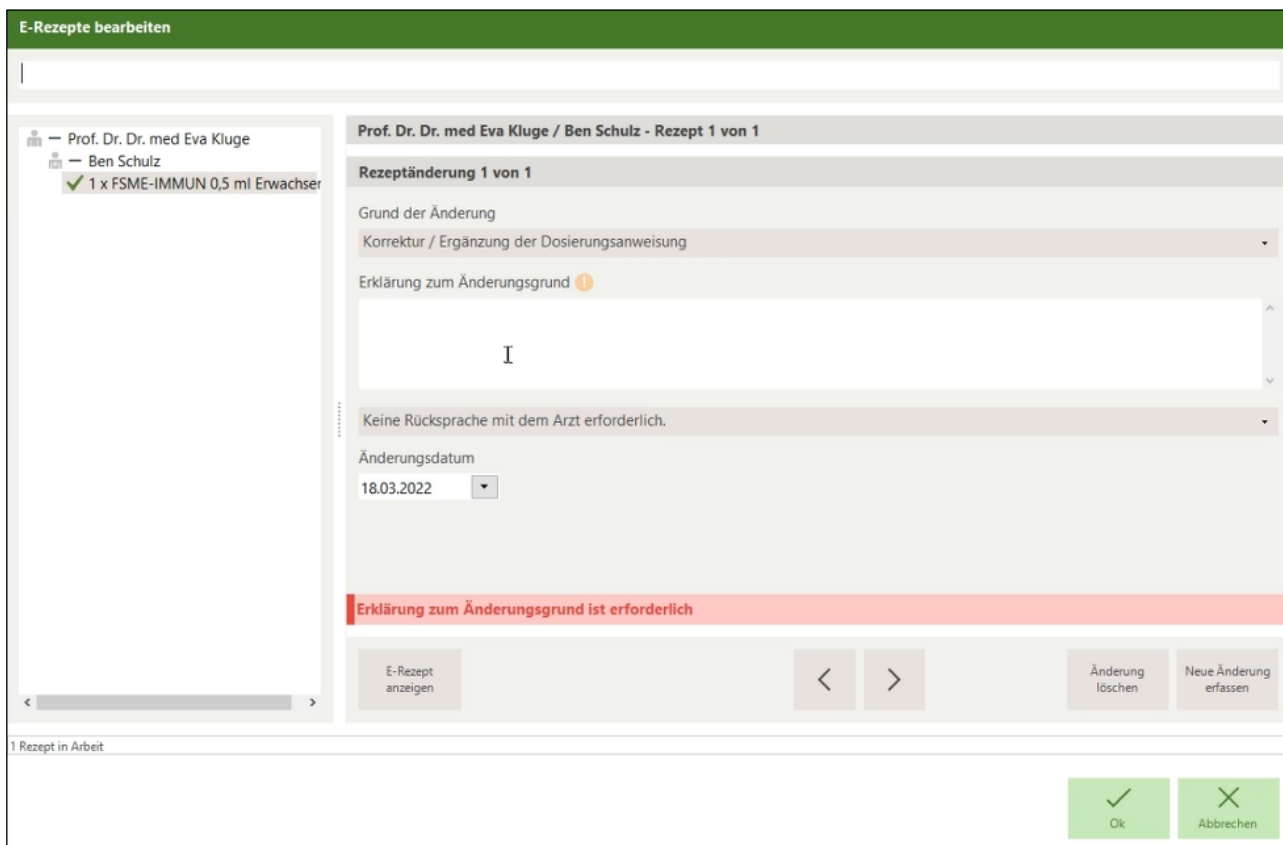 E-Rezepte bearbeiten
Prof. Dr. Dr. med Eva Kluge
Ben Schulz
1 x FSME-IMMUN 0,5 ml Erwachser
Prof. Dr. Dr. med Eva Kluge / Ben Schulz - Rezept 1 von 1
Rezeptänderung 1 von 1
Grund der Änderung
Korrektur / Ergänzung der Dosierungsanweisung
Erklärung zum Änderungsgrund
Keine Rücksprache mit dem Arzt erforderlich.
Änderungsdatum
18.03.2022
Erklärung zum Änderungsgrund ist erforderlich
E-Rezept
anzeigen
Änderung
löschen
Neue Änderung
erfassen
1 Rezept in Arbeit
Ok
Abbrechen